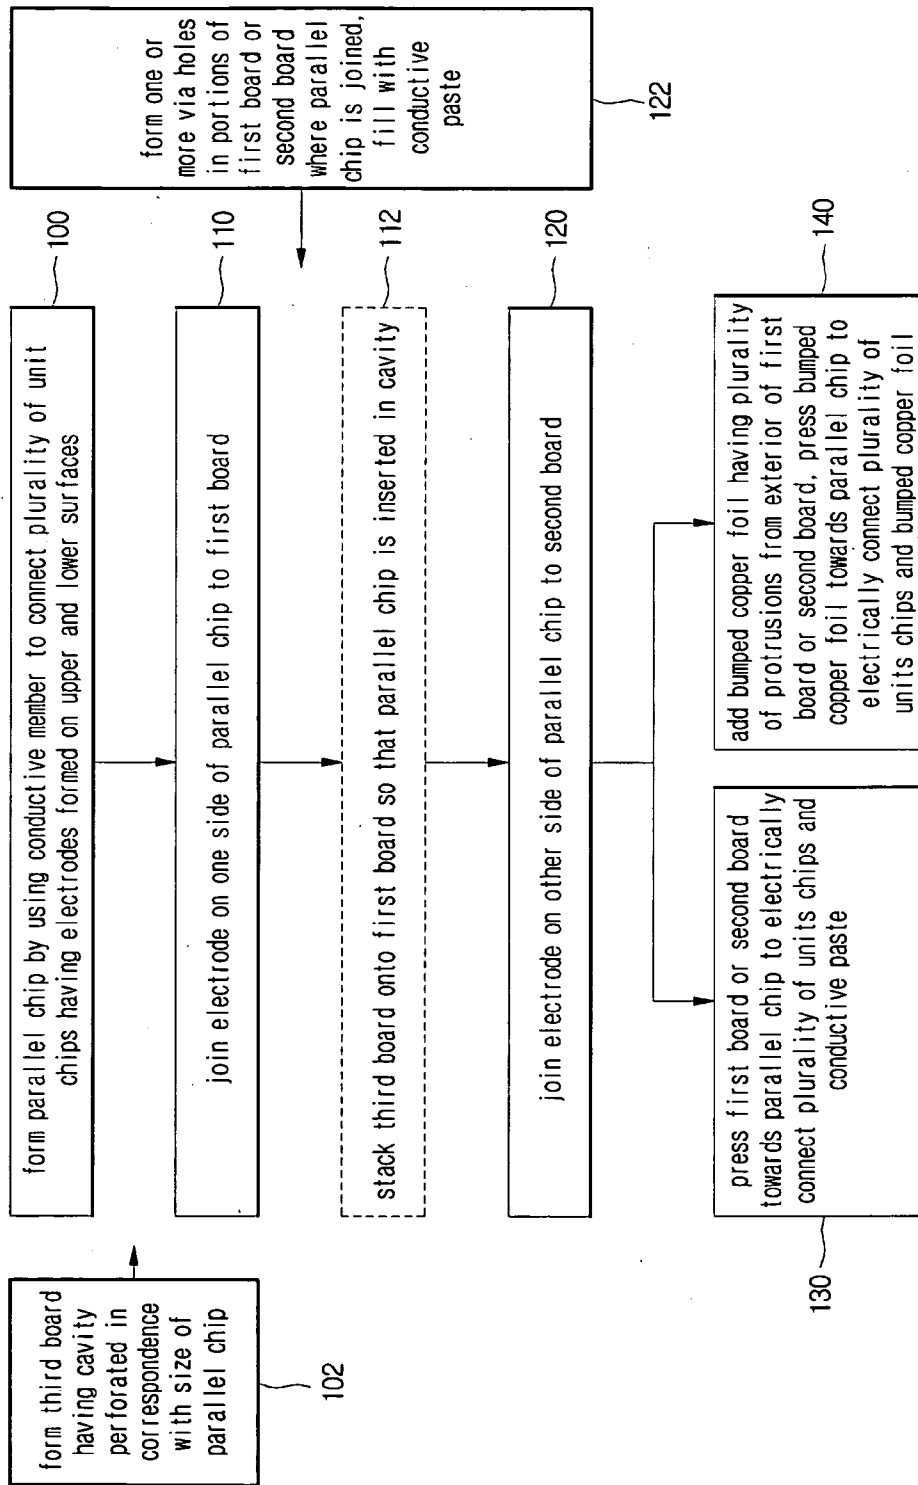 form parallel chip by using conductive member to connect plurality of unit
chips having electrodes formed on upper and lower surfaces
100
form third board
having cavity
perforated in
correspondence
with size of
parallel chip
102
join electrode on one side of parallel chip to first board
110
form one or
more via holes
in portions of
first board or
second board
where parallel
chip is joined,
fill with
conductive
paste
122
stack third board onto first board so that parallel chip is inserted in cavity
112
join electrode on other side of parallel chip to second board
120
press first board or second board
towards parallel chip to electrically
connect plurality of units chips and
conductive paste
130
add bumped copper foil having plurality
of protrusions from exterior of first
board or second board, press bumped
copper foil towards parallel chip to
electrically connect plurality of
units chips and bumped copper foil
140